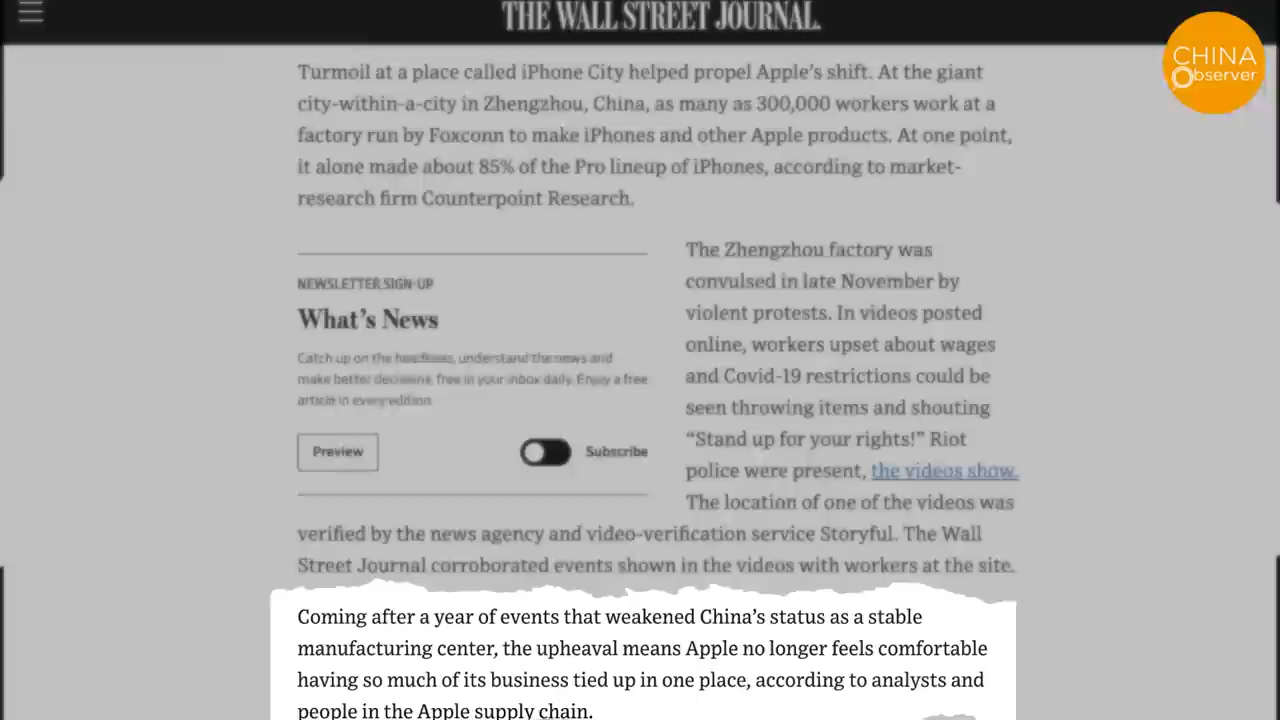 THE WALL STREET JOURNAL.
CHINA
Observer
Turmoil at a place called iPhone City helped propel Apple's shift. At the giant
city-within-a-city in Zhengzhou, China, as many as 300,000 workers work at a
factory run by Foxconn to make iPhones and other Apple products. At one point,
it alone made about 85% of the Pro lineup of iPhones, according to market-
research firm Counterpoint Research.
NEWSLETTER SIGN-UP
What's News
Catch up on the headlines, understand the news and
make better decisions, free in your inbox daily. Enjoy a free
article in every edition
Preview
Subscribe
The Zhengzhou factory was
convulsed in late November by
violent protests. In videos posted
online, workers upset about wages
and Covid-19 restrictions could be
seen throwing items and shouting
“Stand up for your rights!” Riot
police were present, the videos show.
The location of one of the videos was
verified by the news agency and video-verification service Storyful. The Wall
Street Journal corroborated events shown in the videos with workers at the site.
Coming after a year of events that weakened China's status as a stable
manufacturing center, the upheaval means Apple no longer feels comfortable
having so much of its business tied up in one place, according to analysts and
people in the Apple supply chain.